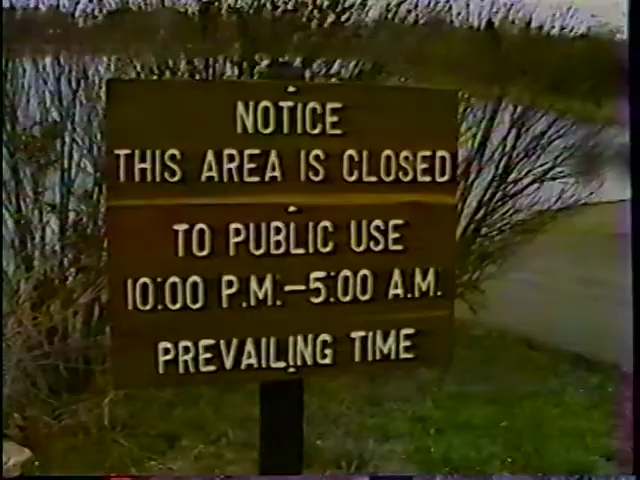 NOTICE
THIS AREA IS CLOSED
TO PUBLIC USE
10:00 P.M.–5:00 A.M.
PREVAILING TIME